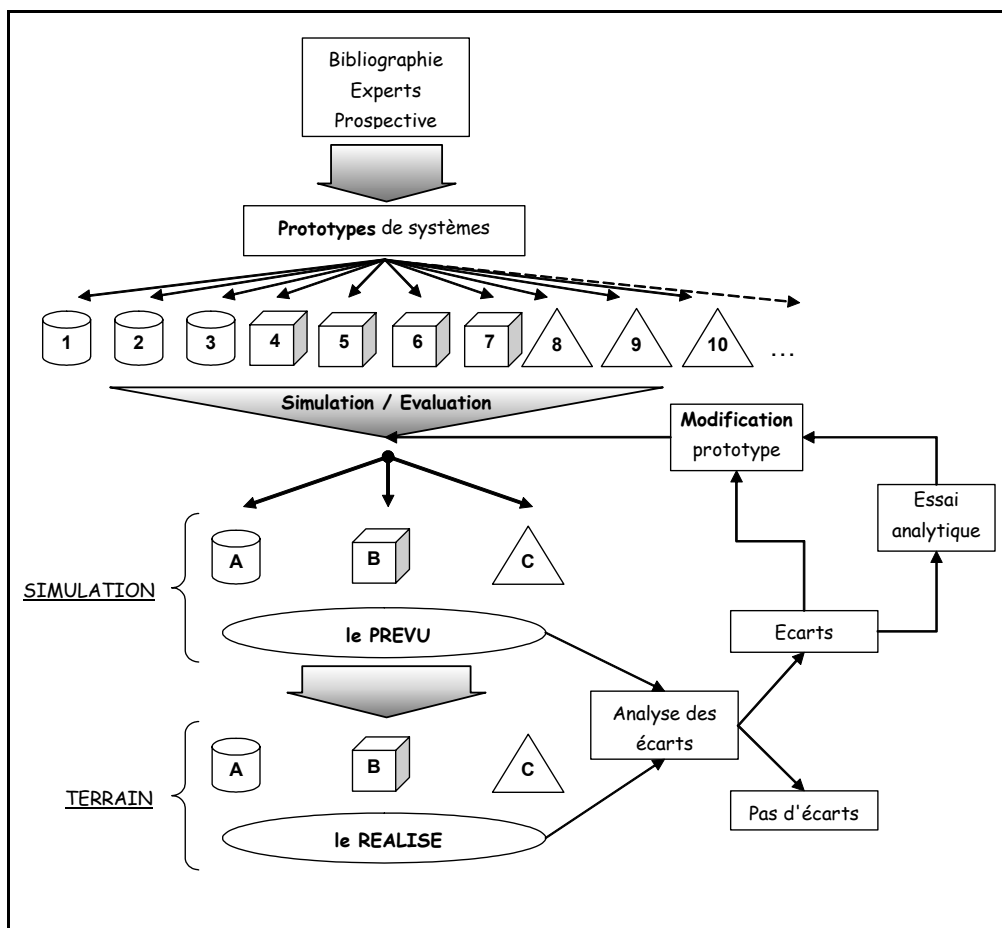 Bibliographie
Experts
Prospective
Prototypes de systèmes
1 2 3 4 5 6 7 8 9 10 ...
Simulation / Evaluation
Modification
prototype
Essai
analytique
A B C
SIMULATION
le PREVU
Ecarts
Analyse des
écarts
A B C
TERRAIN
Pas d'écarts
le REALISE